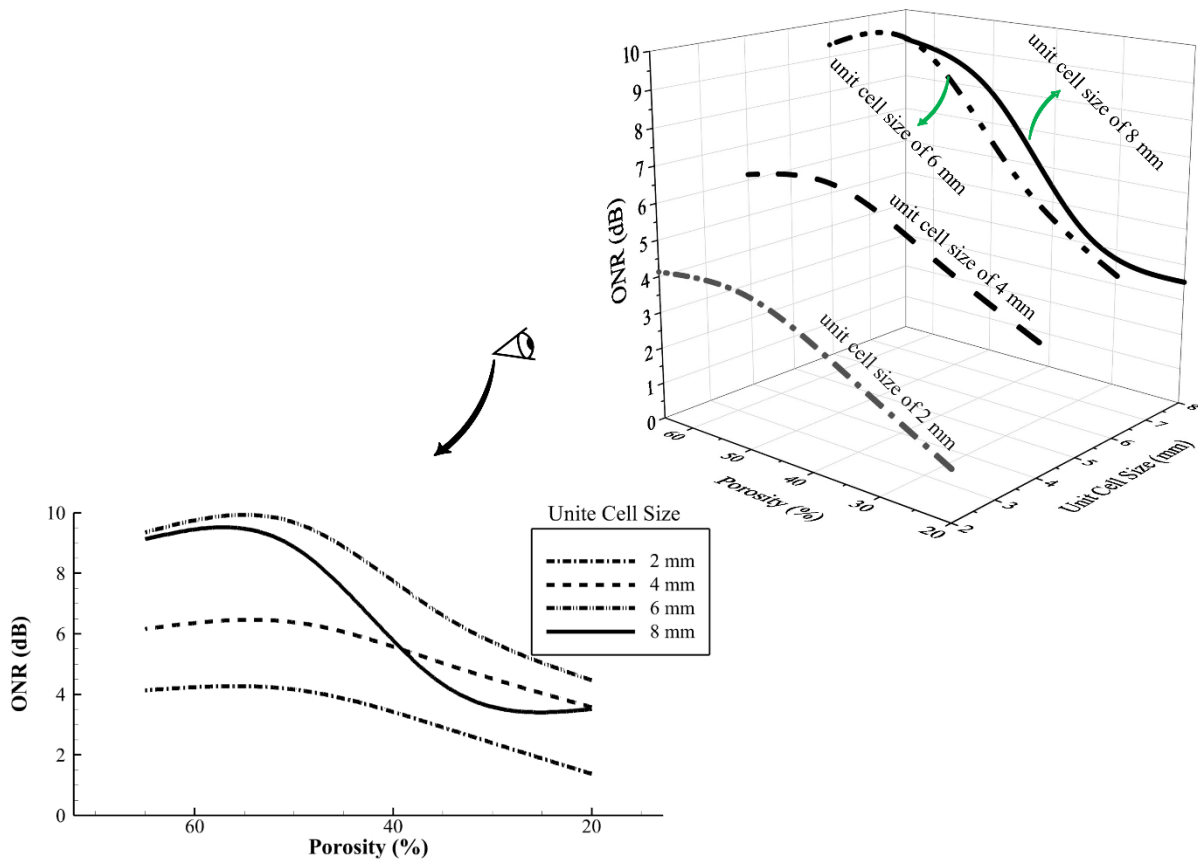 10
9
8
7
6
5
4
3
2
1
0
ONR (dB)
unit cell size of 6 mm
unit cell size of 8 mm
unit cell size of 4 mm
unit cell size of 2 mm
60
50
40
30
20
Porosity (%)
2
3
4
5
6
7
8
Unit Cell Size (mm)
10
8
6
4
2
0
ONR (dB)
60
40
20
Porosity (%)
Unite Cell Size
2 mm
4 mm
6 mm
8 mm